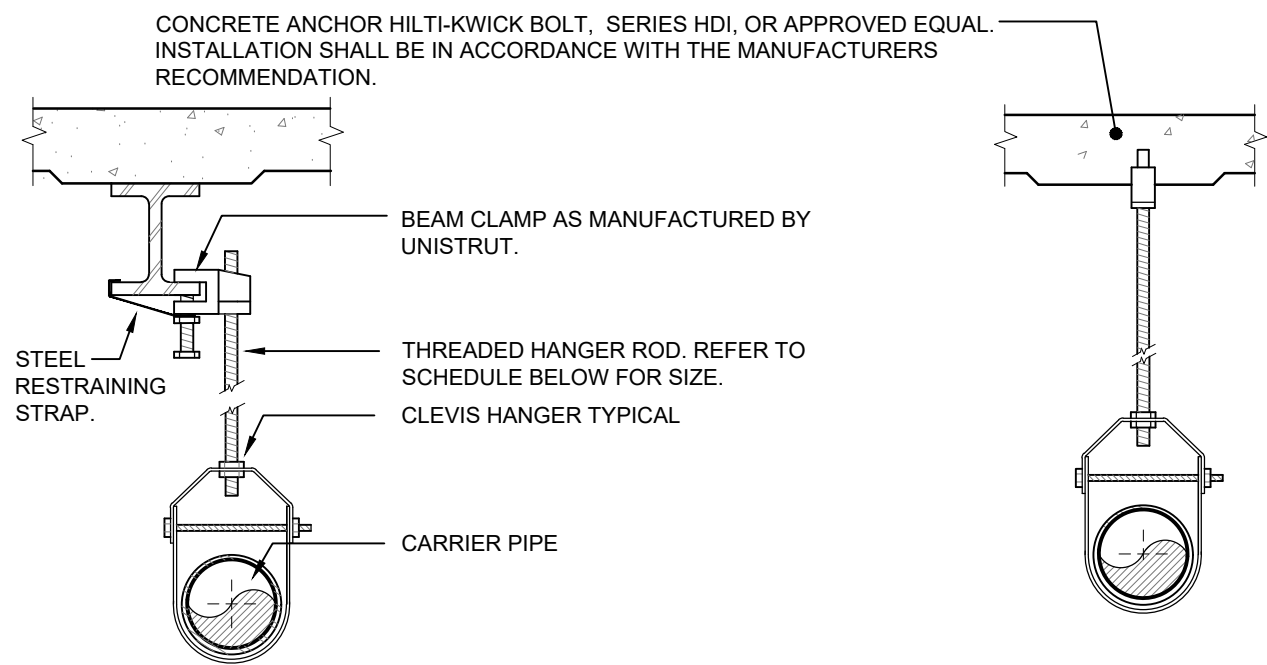 CONCRETE ANCHOR HILTI-KWICK BOLT, SERIES HDI, OR APPROVED EQUAL.
INSTALLATION SHALL BE IN ACCORDANCE WITH THE MANUFACTURERS
RECOMMENDATION.
BEAM CLAMP AS MANUFACTURED BY
UNISTRUT.
STEEL
RESTRAINING
STRAP.
THREADED HANGER ROD. REFER TO
SCHEDULE BELOW FOR SIZE.
CLEVIS HANGER TYPICAL
CARRIER PIPE